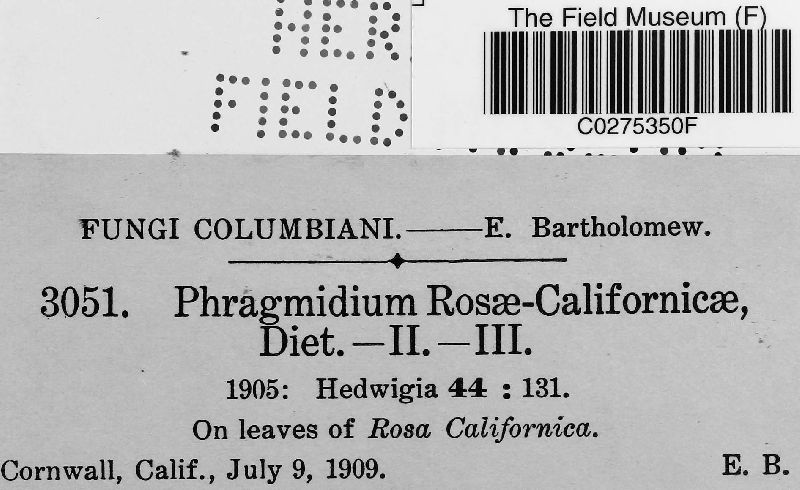 HER
FIELD
The Field Museum (F)
C0275350F
FUNGI COLUMBIANI.——E. Bartholomew.
3051. Phragmidium Rosæ-Californicæ,
Diet.—II.—III.
1905: Hedwigia 44 : 131.
On leaves of Rosa Californica.
Cornwall, Calif., July 9, 1909. E. B.